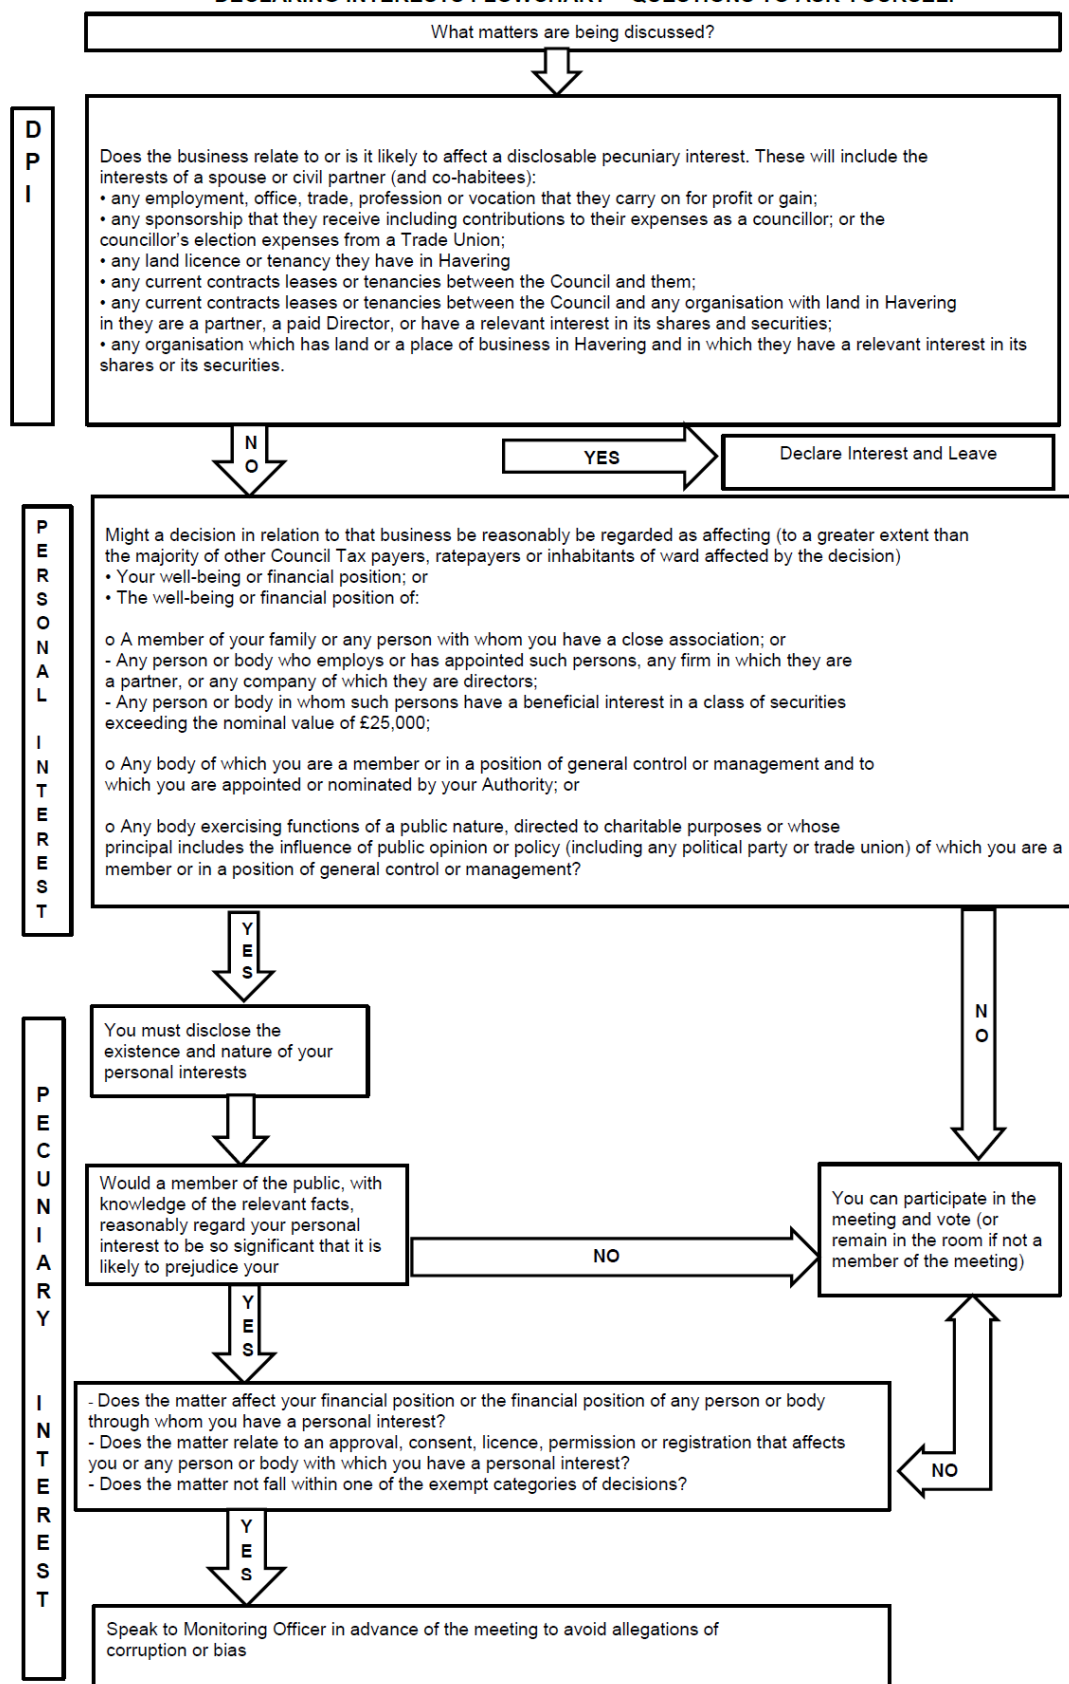 DECLARING INTERESTS FLOWCHART – QUESTIONS TO ASK YOURSELF
What matters are being discussed?
D
P
I
Does the business relate to or is it likely to affect a disclosable pecuniary interest. These will include the
interests of a spouse or civil partner (and co-habitees):
• any employment, office, trade, profession or vocation that they carry on for profit or gain;
• any sponsorship that they receive including contributions to their expenses as a councillor; or the
councillor's election expenses from a Trade Union;
• any land licence or tenancy they have in Havering
• any current contracts leases or tenancies between the Council and them;
• any current contracts leases or tenancies between the Council and any organisation with land in Havering
in they are a partner, a paid Director, or have a relevant interest in its shares and securities;
• any organisation which has land or a place of business in Havering and in which they have a relevant interest in its
shares or its securities.
N
O
YES
Declare Interest and Leave
P
E
R
S
O
N
A
L
I
N
T
E
R
E
S
T
Might a decision in relation to that business be reasonably be regarded as affecting (to a greater extent than
the majority of other Council Tax payers, ratepayers or inhabitants of ward affected by the decision)
• Your well-being or financial position; or
• The well-being or financial position of:
o A member of your family or any person with whom you have a close association; or
- Any person or body who employs or has appointed such persons, any firm in which they are
a partner, or any company of which they are directors;
- Any person or body in whom such persons have a beneficial interest in a class of securities
exceeding the nominal value of £25,000;
o Any body of which you are a member or in a position of general control or management and to
which you are appointed or nominated by your Authority; or
o Any body exercising functions of a public nature, directed to charitable purposes or whose
principal includes the influence of public opinion or policy (including any political party or trade union) of which you are a
member or in a position of general control or management?
Y
E
S
N
O
You must disclose the
existence and nature of your
personal interests
P
E
C
U
N
I
A
R
Y
I
N
T
E
R
E
S
T
Would a member of the public, with
knowledge of the relevant facts,
reasonably regard your personal
interest to be so significant that it is
likely to prejudice your
NO
You can participate in the
meeting and vote (or
remain in the room if not a
member of the meeting)
Y
E
S
- Does the matter affect your financial position or the financial position of any person or body
through whom you have a personal interest?
- Does the matter relate to an approval, consent, licence, permission or registration that affects
you or any person or body with which you have a personal interest?
- Does the matter not fall within one of the exempt categories of decisions?
NO
Y
E
S
Speak to Monitoring Officer in advance of the meeting to avoid allegations of
corruption or bias